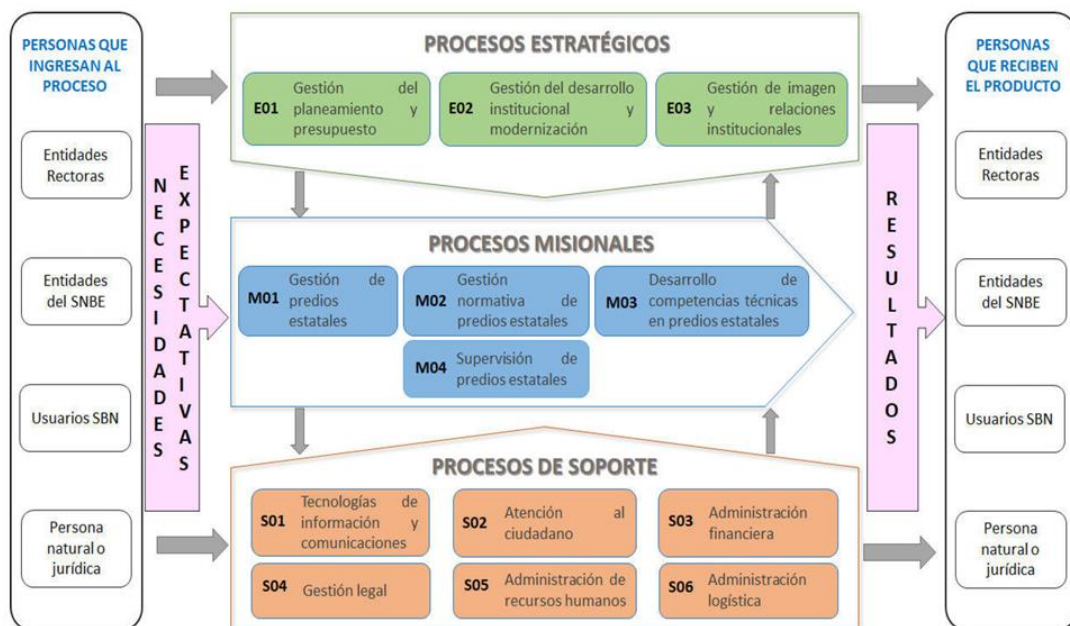 PERSONAS QUE
INGRESAN AL
PROCESO
Entidades
Rectoras
Entidades
del SNBE
Usuarios SBN
Persona
natural o
jurídica
NECESIDADES
EXPECTATIVAS
PROCESOS ESTRATÉGICOS
E01 Gestión del
planeamiento y
presupuesto
E02 Gestión del desarrollo
institucional y
modernización
E03 Gestión de imagen
y relaciones
institucionales
PROCESOS MISIONALES
M01 Gestión de
predios
estatales
M02 Gestión
normativa de
predios estatales
M03 Desarrollo de
competencias técnicas
en predios estatales
M04 Supervisión de
predios estatales
PROCESOS DE SOPORTE
S01 Tecnologías de
información y
comunicaciones
S02 Atención al
ciudadano
S03 Administración
financiera
S04 Gestión legal
S05 Administración de
recursos humanos
S06 Administración
logística
RESULTADOS
PERSONAS
QUE RECIBEN
EL PRODUCTO
Entidades
Rectoras
Entidades
del SNBE
Usuarios SBN
Persona
natural o
jurídica